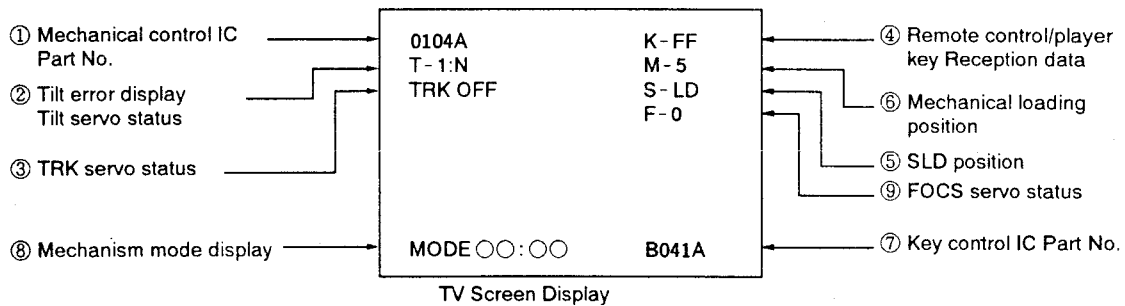 ① Mechanical control IC
Part No.
② Tilt error display
Tilt servo status
③ TRK servo status
⑧ Mechanism mode display
0104A
T-1:N
TRK OFF
MODE○○:○○
K-FF
M-5
S-LD
F-0
B041A
④ Remote control/player
key Reception data
⑥ Mechanical loading
position
⑤ SLD position
⑨ FOCS servo status
⑦ Key control IC Part No.
TV Screen Display